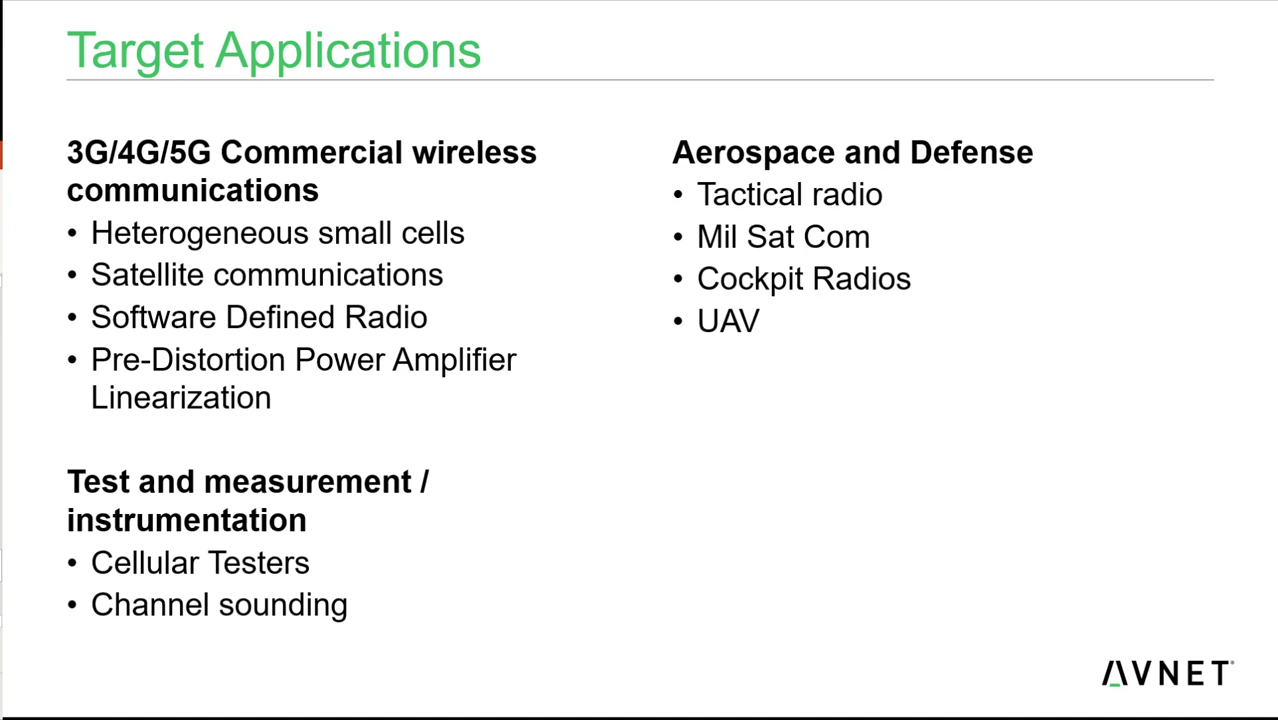 Target Applications
3G/4G/5G Commercial wireless
communications
• Heterogeneous small cells
• Satellite communications
• Software Defined Radio
• Pre-Distortion Power Amplifier
Linearization
Test and measurement /
instrumentation
• Cellular Testers
• Channel sounding
Aerospace and Defense
• Tactical radio
• Mil Sat Com
• Cockpit Radios
• UAV
AVNET